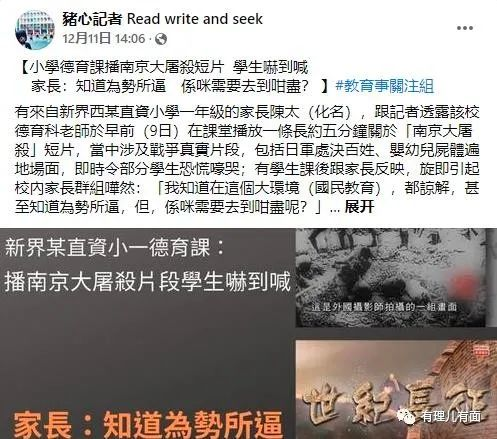 豬心記者 Read write and seek
12月11日 14:06 ·
【小學德育課播南京大屠殺短片 學生嚇到喊
家長：知道為勢所逼 係咪需要去到咁盡？ 】#教育事關注組
有來自新界西某直資小學一年級的家長陳太（化名），跟記者透露該校
德育科老師於早前（9日）在課堂播放一條長約五分鐘關於「南京大屠
殺」短片，當中涉及戰爭真實片段，包括日軍處決百姓、嬰幼兒屍體遍
地場面，即時令部分學生恐慌嚎哭；有學生課後跟家長反映，旋即引起
校內家長群組嘩然：「我知道在這個大環境（國民教育），都諒解，甚
至知道為勢所逼，但，係咪需要去到咁盡呢？」... 展开
新界某直資小一德育課：
播南京大屠殺片段學生嚇到喊
這是外國攝影師拍攝的一組畫面
世紀長征
有理儿有面
家長：知道為勢所逼